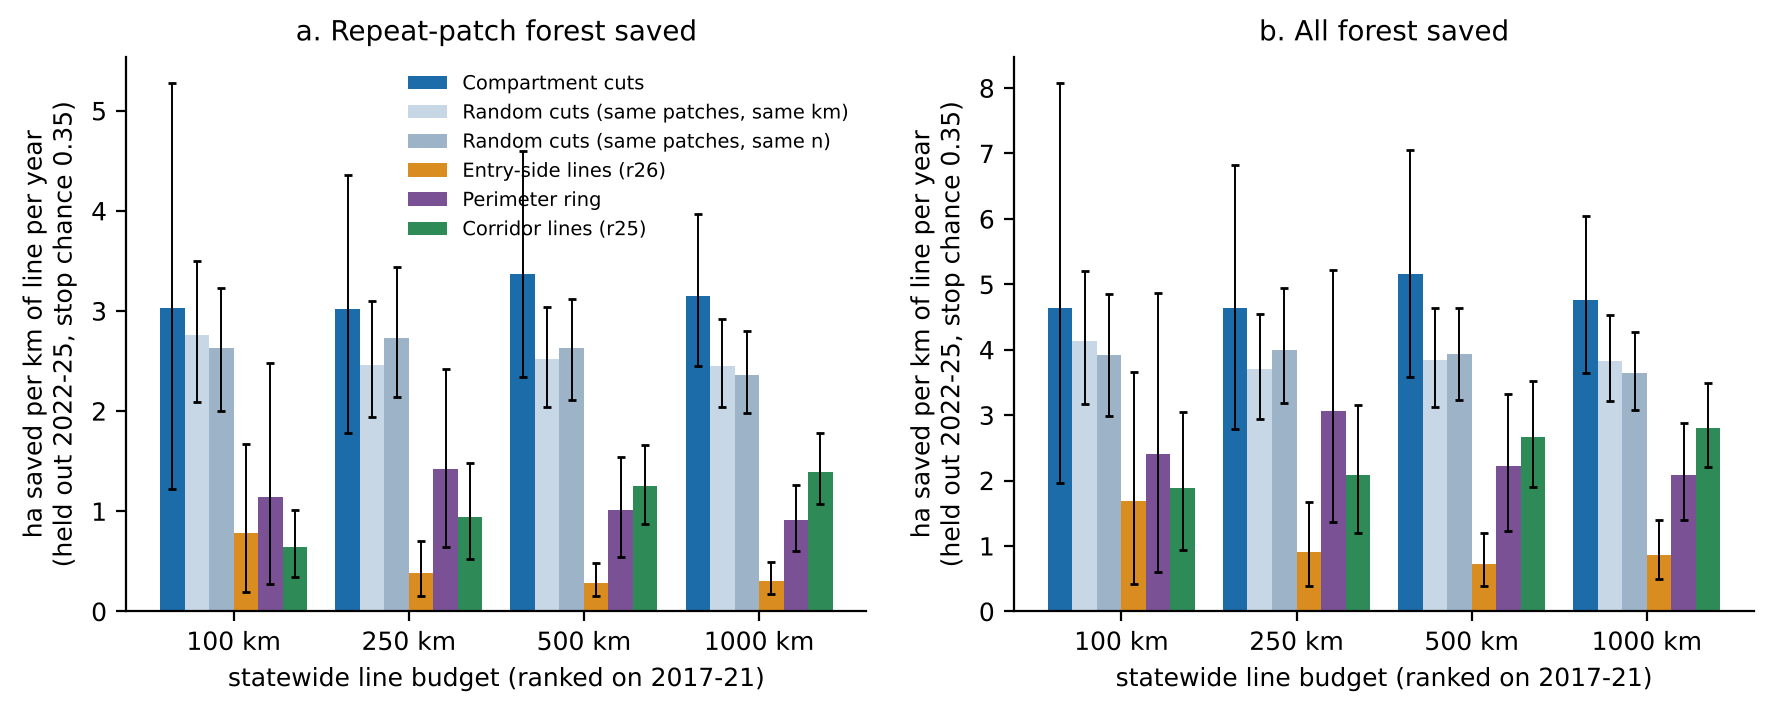 a. Repeat-patch forest saved
ha saved per km of line per year
(held out 2022-25, stop chance 0.35)
5
4
3
2
1
0
Compartment cuts
Random cuts (same patches, same km)
Random cuts (same patches, same n)
Entry-side lines (r26)
Perimeter ring
Corridor lines (r25)
100 km
250 km
500 km
1000 km
statewide line budget (ranked on 2017-21)
b. All forest saved
ha saved per km of line per year
(held out 2022-25, stop chance 0.35)
8
7
6
5
4
3
2
1
0
100 km
250 km
500 km
1000 km
statewide line budget (ranked on 2017-21)